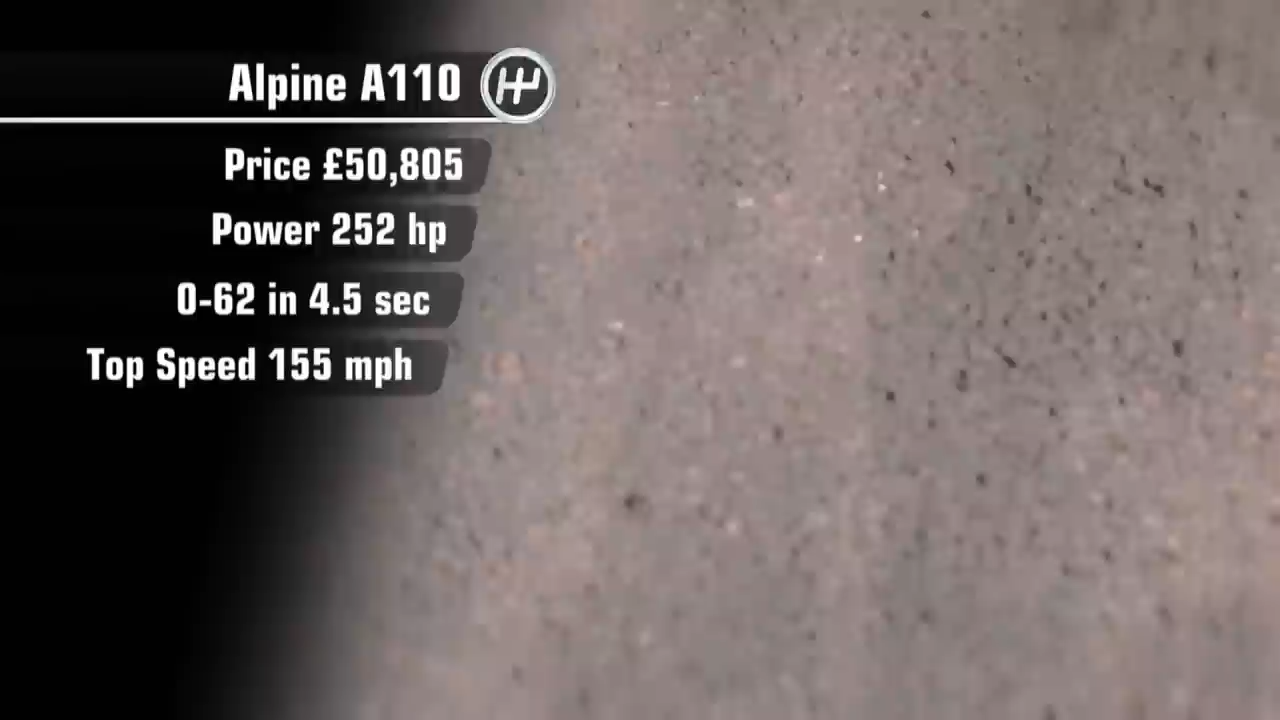 Alpine A110
Price £50,805
Power 252 hp
0-62 in 4.5 sec
Top Speed 155 mph